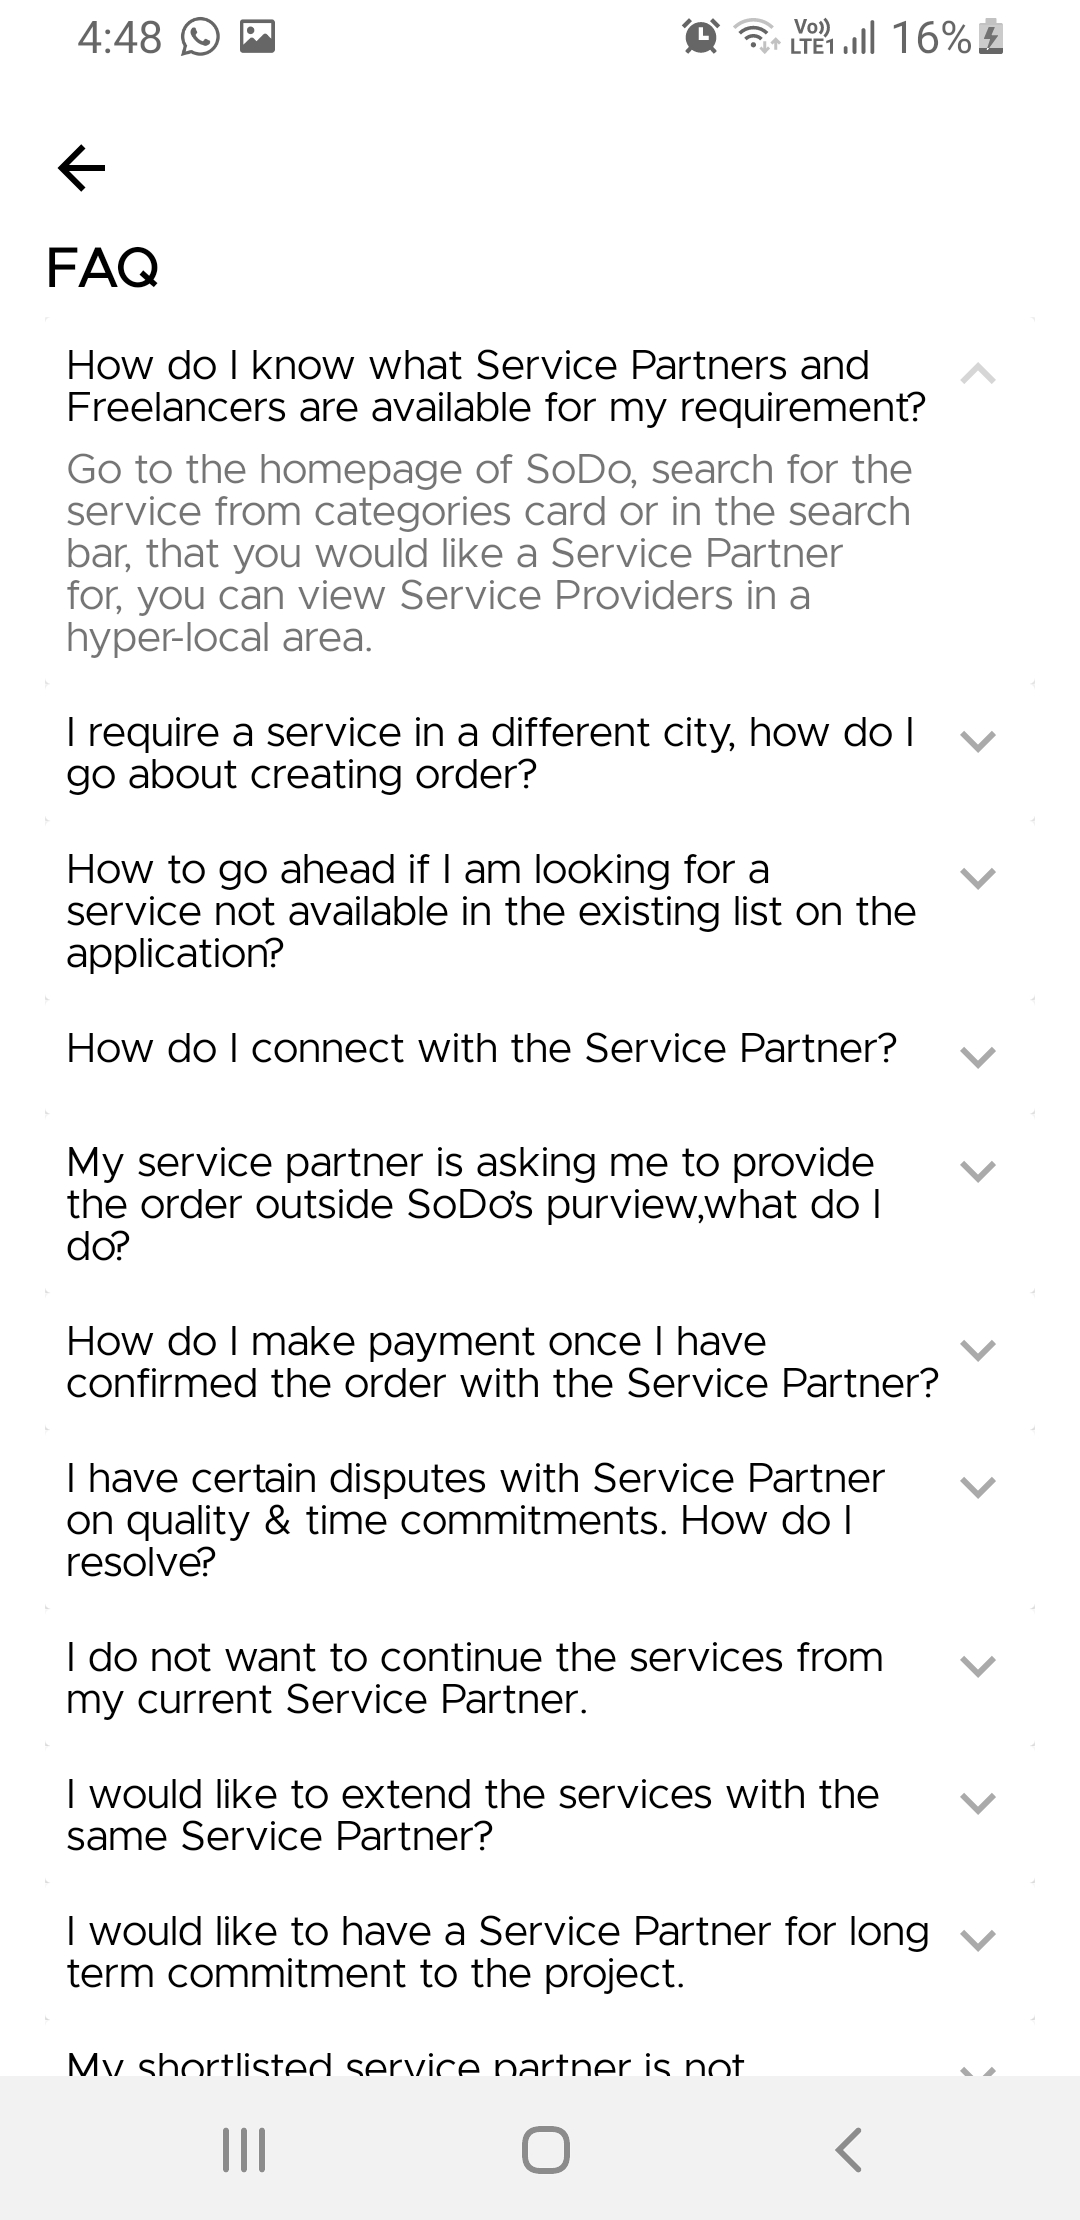 4:48
Vo))
LTE1
16%
FAQ
How do I know what Service Partners and
Freelancers are available for my requirement?
Go to the homepage of SoDo, search for the
service from categories card or in the search
bar, that you would like a Service Partner
for, you can view Service Providers in a
hyper-local area.
I require a service in a different city, how do I
go about creating order?
How to go ahead if I am looking for a
service not available in the existing list on the
application?
How do I connect with the Service Partner?
My service partner is asking me to provide
the order outside SoDo’s purview,what do I
do?
How do I make payment once I have
confirmed the order with the Service Partner?
I have certain disputes with Service Partner
on quality & time commitments. How do I
resolve?
I do not want to continue the services from
my current Service Partner.
I would like to extend the services with the
same Service Partner?
I would like to have a Service Partner for long
term commitment to the project.
My shortlisted service partner is not